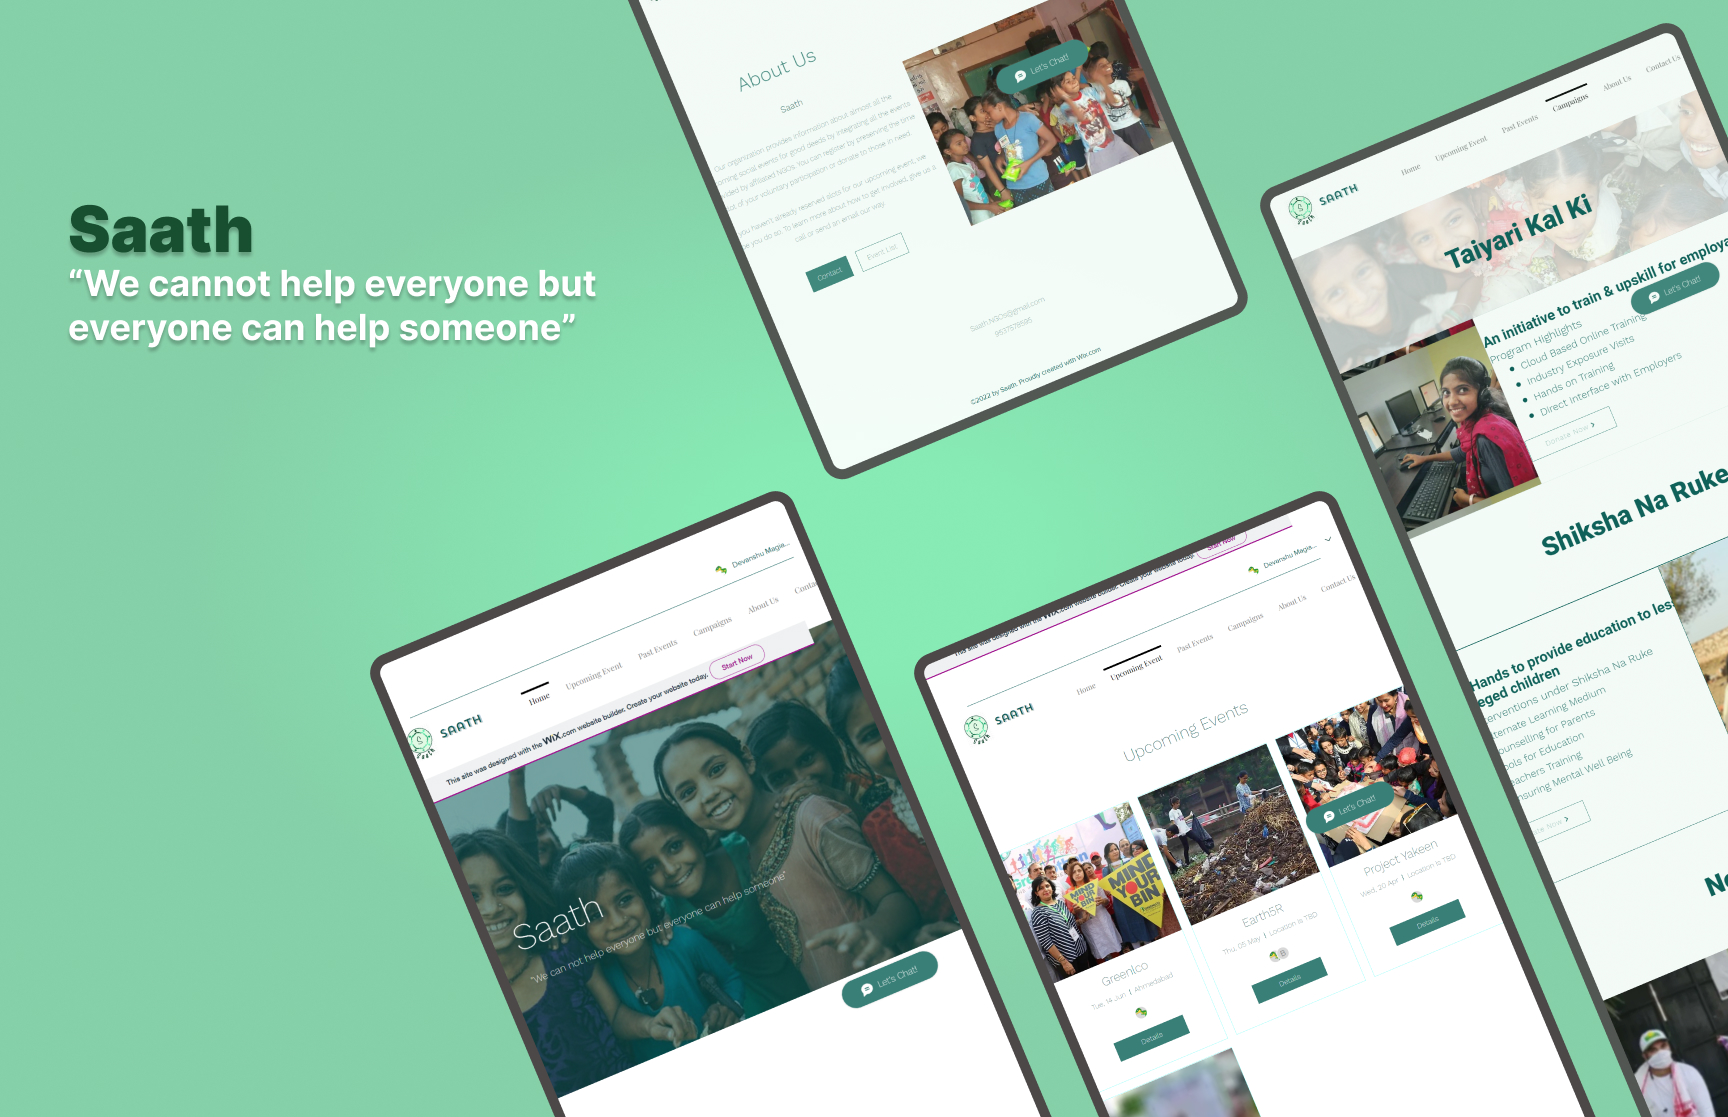 Saath
“We cannot help everyone but
everyone can help someone”
About Us
Saath
Our organization provides information about almost all the
oming social events for good deeds by integrating all the events
vided by affiliated NGOs. You can register by preserving the time
slot of your voluntary participation or donate to those in need.
you haven't already reserved slots for our upcoming event, we
e you do so. To learn more about how to get involved, give us a
call or send an email our way.
Contact
Event List
Let's Chat!
Saath NGOs@gmail.com
©2022 by Saath. Proudly created with Wix.com
SAATH
Home
Upcoming Event
Past Events
Campaigns
About Us
Contact Us
Taiyari Kal Ki
An initiative to train & upskill for employa
Program Highlights
Cloud Based Online Training
Industry Exposure Visits
Hands on Training
Direct Interface with Employers
Let's Chat!
Donate Now >
Shiksha Na Ruke
Hands to provide education to les
eged children
erventions under Shiksha Na Ruke
ternate Learning Medium
ounselling for Parents
ols for Education
eachers Training
nsuring Mental Well Being
Now >
Devanshu Magia...
SAATH
Home
Upcoming Event
Past Events
Campaigns
About Us
Conta
This site was designed with the WiX.com website builder. Create your website today.
Start Now
Saath
"We can not help everyone but everyone can help someone"
Let's Chat!
This site was designed with the WiX.com website builder. Create your website today.
Start Now
Devanshu Magia...
SAATH
Home
Upcoming Event
Past Events
Campaigns
About Us
Contact Us
Upcoming Events
MIND
YOUR
BIN
MIND
YOUR
BIN
GreenIco
Tue, 14 Jun | Ahmedabad
Details
Earth5R
Thu, 05 May | Location is TBD
B
Details
Let's Chat!
Project Yakeen
Wed, 20 Apr | Location is TBD
Details